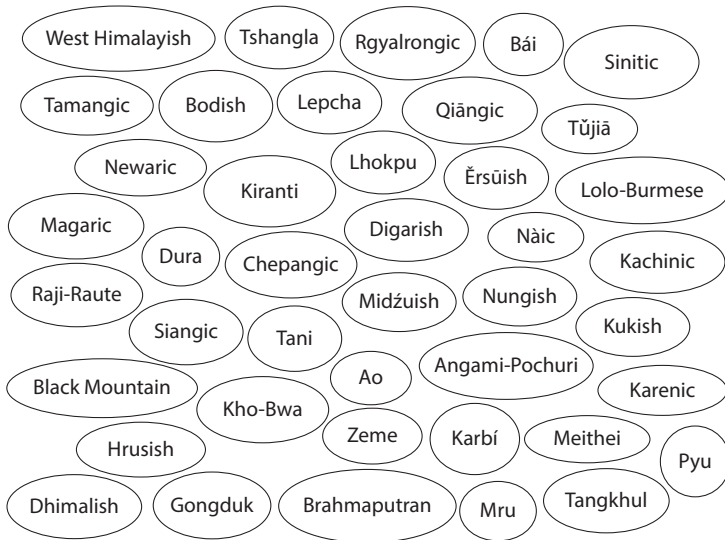 West Himalayish
Tshangla
Rgyalrongic
Bái
Sinitic
Tamangic
Bodish
Lepcha
Qiāngic
Tǔjiā
Newaric
Kiranti
Lhokpu
Ěrsūish
Lolo-Burmese
Magaric
Dura
Chepangic
Digarish
Nàic
Kachinic
Raji-Raute
Siangic
Tani
Midźuish
Nungish
Kukish
Black Mountain
Kho-Bwa
Ao
Angami-Pochuri
Karenic
Hrusish
Zeme
Karbí
Meithei
Pyu
Dhimalish
Gongduk
Brahmaputran
Mru
Tangkhul